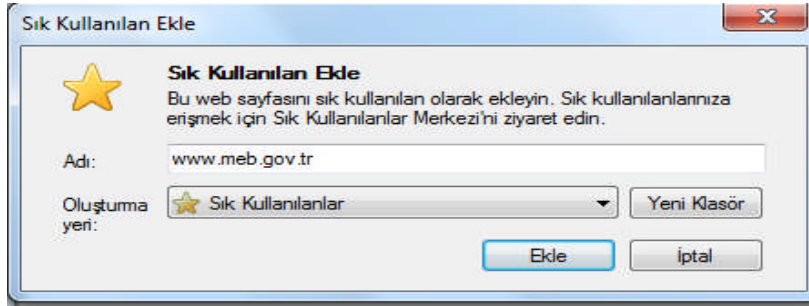 Sık Kullanılan Ekle
Sık Kullanılan Ekle
Bu web sayfasını sık kullanılan olarak ekleyin. Sık kullanılanlarınıza
erişmek için Sık Kullanılanlar Merkezi'ni ziyaret edin.
Adı: www.meb.gov.tr
Oluşturma yeri: Sık Kullanılanlar Yeni Klasör
Ekle İptal